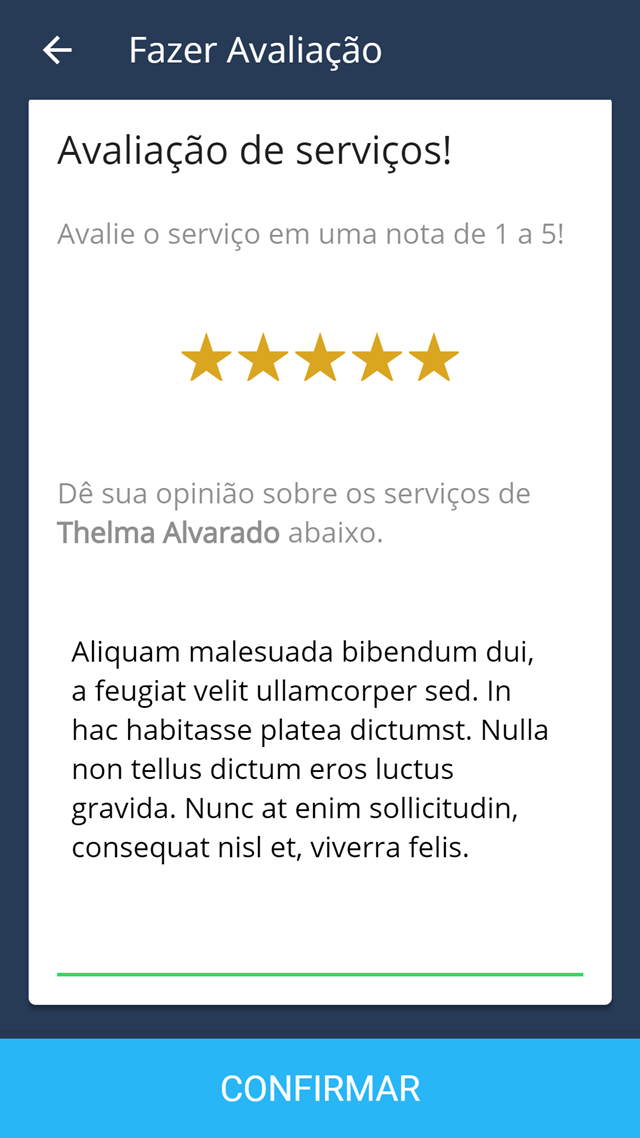 Fazer Avaliação
Avaliação de serviços!
Avalie o serviço em uma nota de 1 a 5!
Dê sua opinião sobre os serviços de
Thelma Alvarado abaixo.
Aliquam malesuada bibendum dui,
a feugiat velit ullamcorper sed. In
hac habitasse platea dictumst. Nulla
non tellus dictum eros luctus
gravida. Nunc at enim sollicitudin,
consequat nisl et, viverra felis.
CONFIRMAR